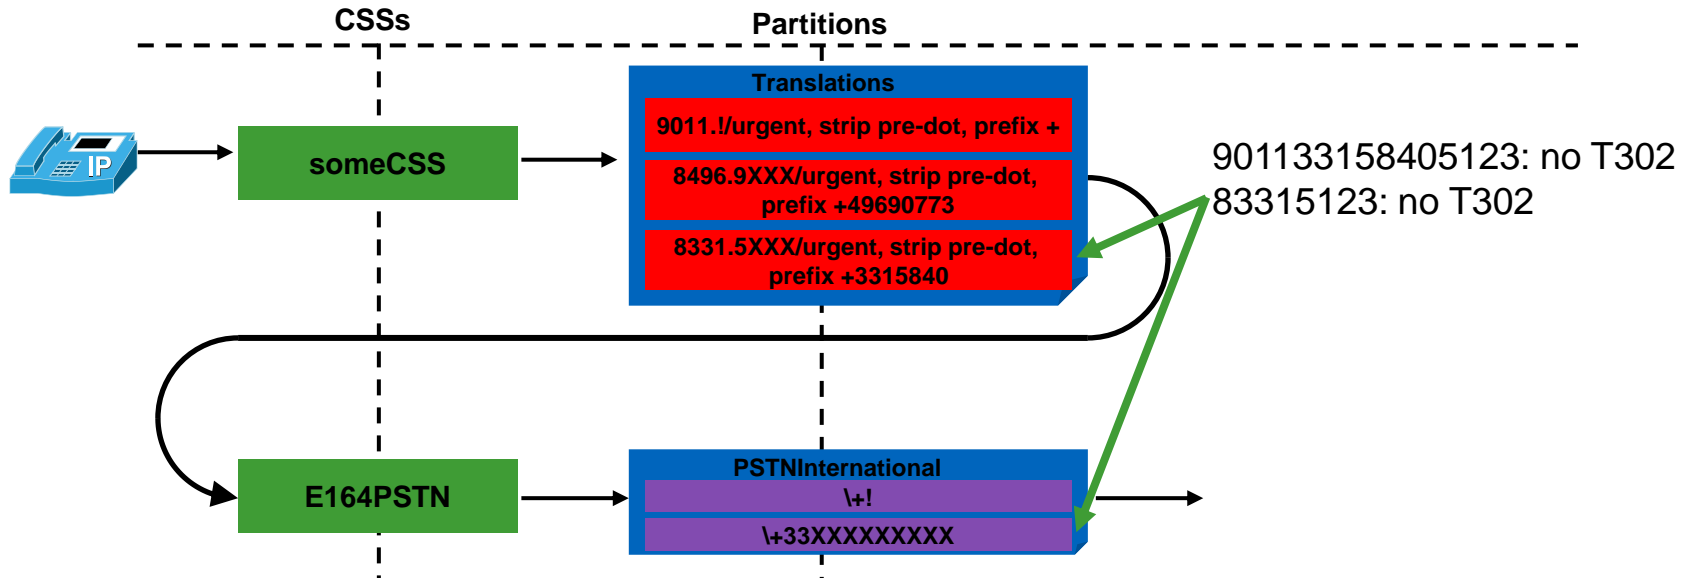 CSSs
Partitions
Translations
9011.!/urgent, strip pre-dot, prefix +
8496.9XXX/urgent, strip pre-dot,
prefix +49690773
8331.5XXX/urgent, strip pre-dot,
prefix +3315840
IP
someCSS
901133158405123: no T302
83315123: no T302
E164PSTN
PSTNInternational
\+!
\+33XXXXXXXXX